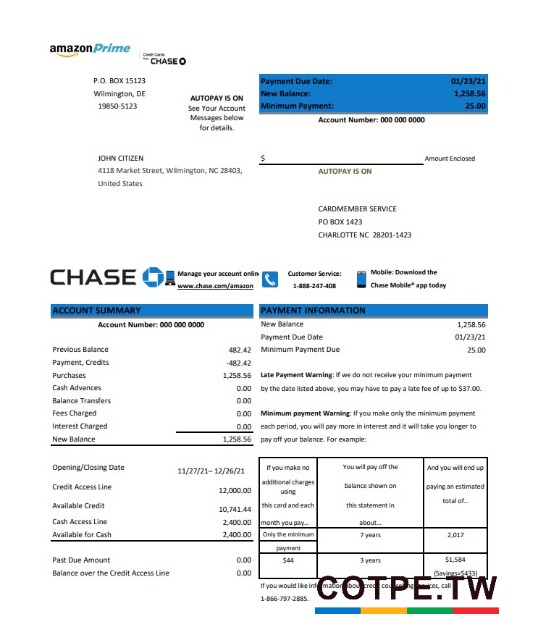 amazonPrime
Credit Cards
from CHASE
P.O. BOX 15123
Wilmington, DE
19850-5123
AUTOPAY IS ON
See Your Account
Messages below
for details.
Payment Due Date: 01/23/21
New Balance: 1,258.56
Minimum Payment: 25.00
Account Number: 000 000 0000
JOHN CITIZEN
4118 Market Street, Wilmington, NC 28403,
United States
$ Amount Enclosed
AUTOPAY IS ON
CARDMEMBER SERVICE
PO BOX 1423
CHARLOTTE NC 28201-1423
CHASE
Manage your account onlin
www.chase.com/amazon
Customer Service:
1-888-247-408
Mobile: Download the
Chase Mobile® app today
ACCOUNT SUMMARY
Account Number: 000 000 0000
Previous Balance 482.42
Payment, Credits -482.42
Purchases 1,258.56
Cash Advances 0.00
Balance Transfers 0.00
Fees Charged 0.00
Interest Charged 0.00
New Balance 1,258.56
Opening/Closing Date 11/27/21– 12/26/21
Credit Access Line 12,000.00
Available Credit 10,741.44
Cash Access Line 2,400.00
Available for Cash 2,400.00
Past Due Amount 0.00
Balance over the Credit Access Line 0.00
PAYMENT INFORMATION
New Balance 1,258.56
Payment Due Date 01/23/21
Minimum Payment Due 25.00
Late Payment Warning: If we do not receive your minimum payment
by the date listed above, you may have to pay a late fee of up to $37.00.
Minimum payment Warning: If you make only the minimum payment
each period, you will pay more in interest and it will take you longer to
pay off your balance. For example:
If you make no
additional charges
using
this card and each
month you pay...
You will pay off the
balance shown on
this statement in
about...
And you will end up
paying an estimated
total of...
Only the minimum
payment
7 years
2,017
$44
3 years
$1,584
(Savings=$433)
If you would like information about credit counseling services, call
1-866-797-2885.
COTPE.TW